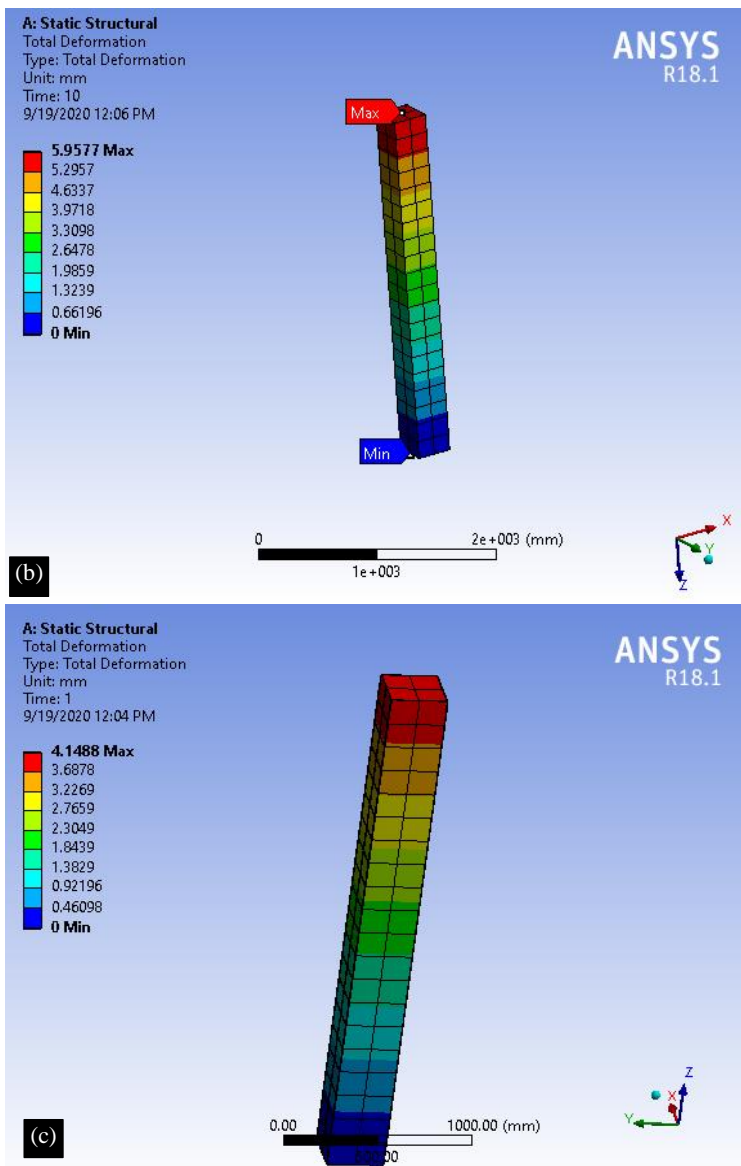 A: Static Structural
Total Deformation
Type: Total Deformation
Unit: mm
Time: 10
9/19/2020 12:06 PM
ANSYS
R18.1
5.9577 Max
5.2957
4.6337
3.9718
3.3098
2.6478
1.9859
1.3239
0.66196
0 Min
Max
Min
0
2e+003 (mm)
1e+003
X
Y
Z
(b)
A: Static Structural
Total Deformation
Type: Total Deformation
Unit: mm
Time: 1
9/19/2020 12:04 PM
ANSYS
R18.1
4.1488 Max
3.6878
3.2269
2.7659
2.3049
1.8439
1.3829
0.92196
0.46098
0 Min
0.00
1000.00 (mm)
Z
X
Y
(c)